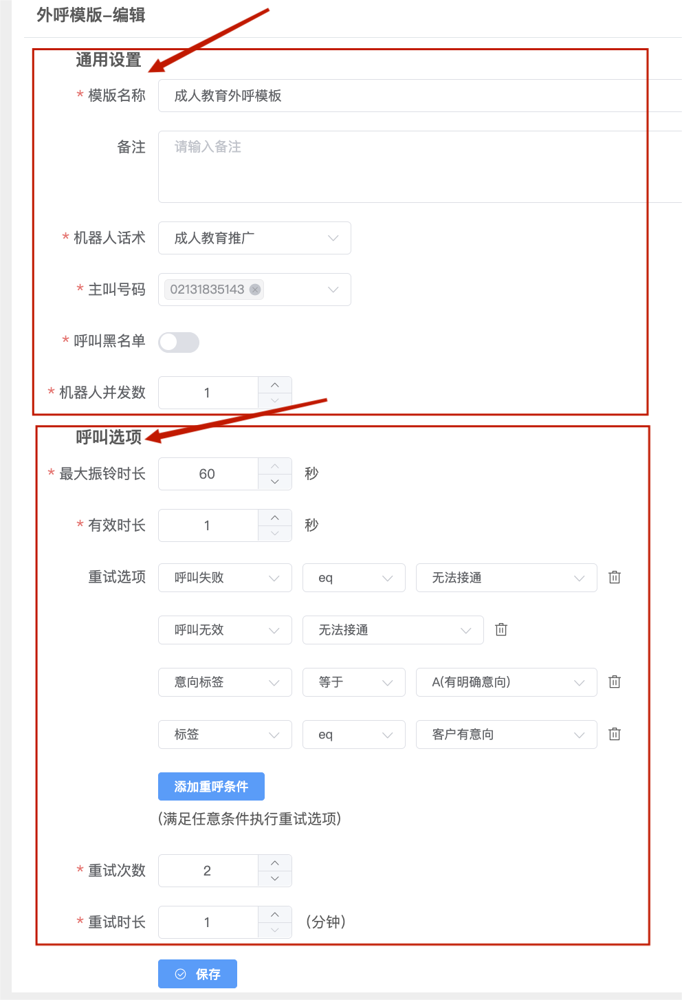 外呼模版-编辑
通用设置
* 模版名称 成人教育外呼模板
备注 请输入备注
* 机器人话术 成人教育推广
* 主叫号码 02131835143
* 呼叫黑名单
* 机器人并发数 1
呼叫选项
* 最大振铃时长 60 秒
* 有效时长 1 秒
重试选项 呼叫失败 eq 无法接通
呼叫无效 无法接通
意向标签 等于 A(有明确意向)
标签 eq 客户有意向
添加重呼条件
(满足任意条件执行重试选项)
* 重试次数 2
* 重试时长 1 (分钟)
保存